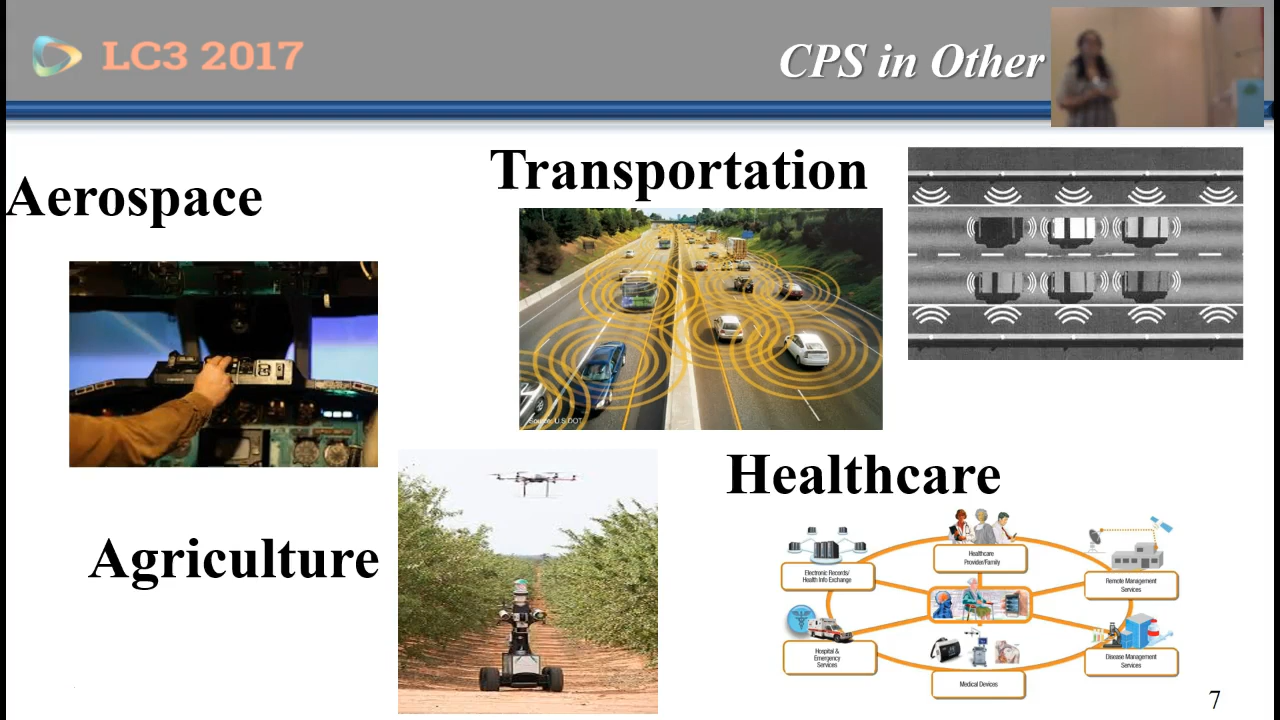 LC3 2017
CPS in Other
Aerospace
Transportation
Source: U.S DOT
Agriculture
Healthcare
Healthcare
Provider/Family
Electronic Records/
Health Info Exchange
Remote Management
Services
Hospital &
Emergency
Services
Disease Management
Services
Medical Devices
7